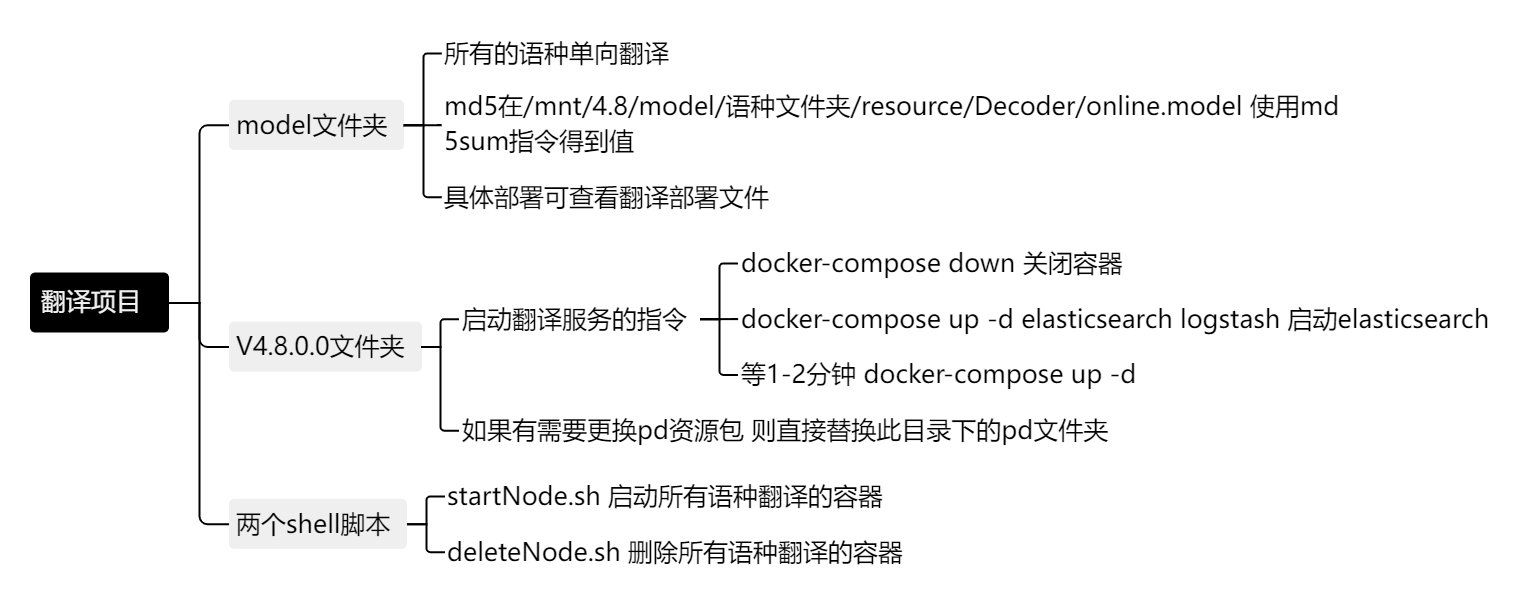 所有的语种单向翻译
model文件夹
md5在/mnt/4.8/model/语种文件夹/resource/Decoder/online.model 使用md
5sum指令得到值
具体部署可查看翻译部署文件
翻译项目
V4.8.0.0文件夹
启动翻译服务的指令
docker-compose down 关闭容器
docker-compose up -d elasticsearch logstash 启动elasticsearch
等1-2分钟 docker-compose up -d
如果有需要更换pd资源包 则直接替换此目录下的pd文件夹
两个shell脚本
startNode.sh 启动所有语种翻译的容器
deleteNode.sh 删除所有语种翻译的容器